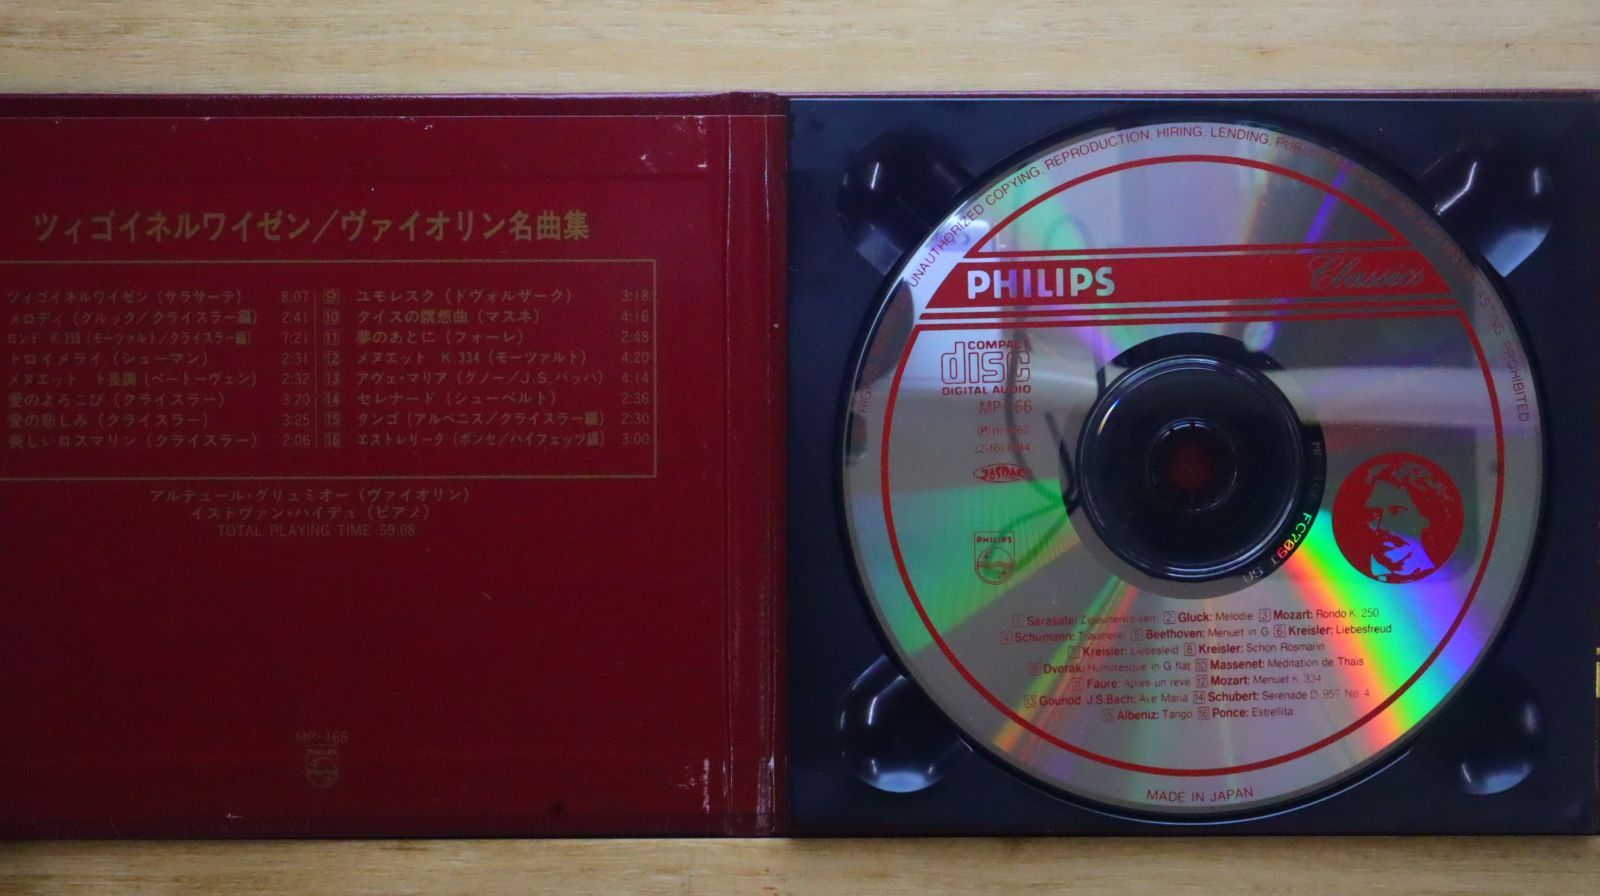 ツィゴイネルワイゼン/ヴァイオリン名曲集
ツィゴイネルワイゼン (サラサーテ) 8:07
メロディ (グルック/クライスラー編) 2:41
ロンド K.250 (モーツァルト/クライスラー編) 7:21
トロイメライ (シューマン) 2:31
メヌエット ト長調 (ベートーヴェン) 2:32
愛のよろこび (クライスラー) 3:20
愛の悲しみ (クライスラー) 3:25
美しいロスマリン (クライスラー) 2:06
9 ユモレスク (ドヴォルザーク) 3:18
10 タイスの瞑想曲 (マスネ) 4:16
11 夢のあとに (フォーレ) 2:48
12 メヌエット K.334 (モーツァルト) 4:20
13 アヴェ・マリア (グノー/J.S.バッハ) 4:14
14 セレナード (シューベルト) 2:36
15 タンゴ (アルベニス/クライスラー編) 2:30
16 エストレリータ (ポンセ/ハイフェッツ編) 3:00
アルテュール・グリュミオー (ヴァイオリン)
イストヴァン・ハイデュ (ピアノ)
TOTAL PLAYING TIME 59:08
MP-166
PHILIPS
UNAUTHORIZED COPYING, REPRODUCTION, HIRING, LENDING, PUBLIC PROHIBITED
PHILIPS Classics
COMPACT
disc
DIGITAL AUDIO
MP-166
(2-16) 1984
JASRAC
PHILIPS
FC709J SA
1 Sarasate: Zigeunerweisen 2 Gluck: Melodie 3 Mozart: Rondo K. 250
4 Schumann: Träumerei 5 Beethoven: Menuet in G 6 Kreisler: Liebesfreud
7 Kreisler: Liebesleid 8 Kreisler: Schon Rosmarin
9 Dvorak: Humoresque in G flat 10 Massenet: Meditation de Thais
11 Faure: Apres un reve 12 Mozart: Menuet K. 334
13 Gounod J.S.Bach: Ave Maria 14 Schubert: Serenade D. 957 No. 4
15 Albeniz: Tango 16 Ponce: Estrellita
MADE IN JAPAN